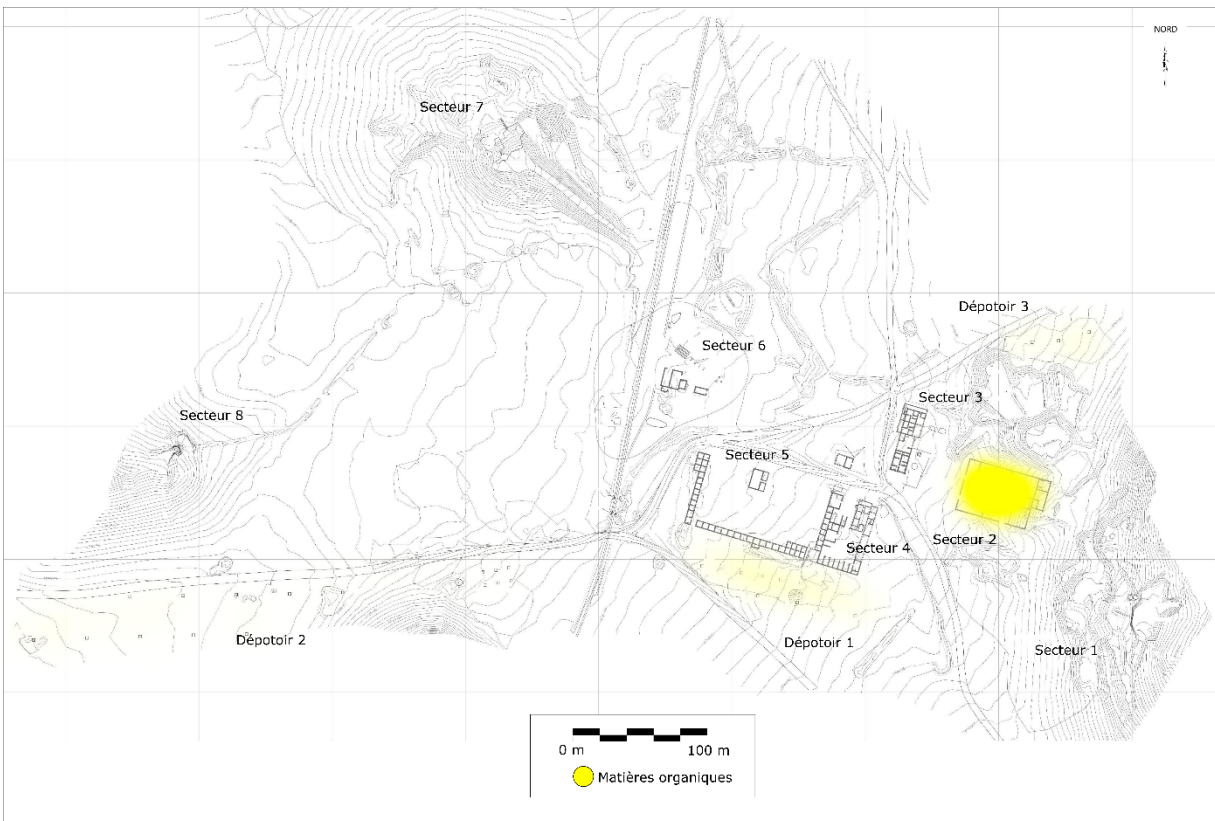 NORD
Secteur 7
Dépotoir 3
Secteur 6
Secteur 3
Secteur 8
Secteur 5
Secteur 4
Secteur 2
Dépotoir 2
Dépotoir 1
Secteur 1
0 m 100 m
Matières organiques